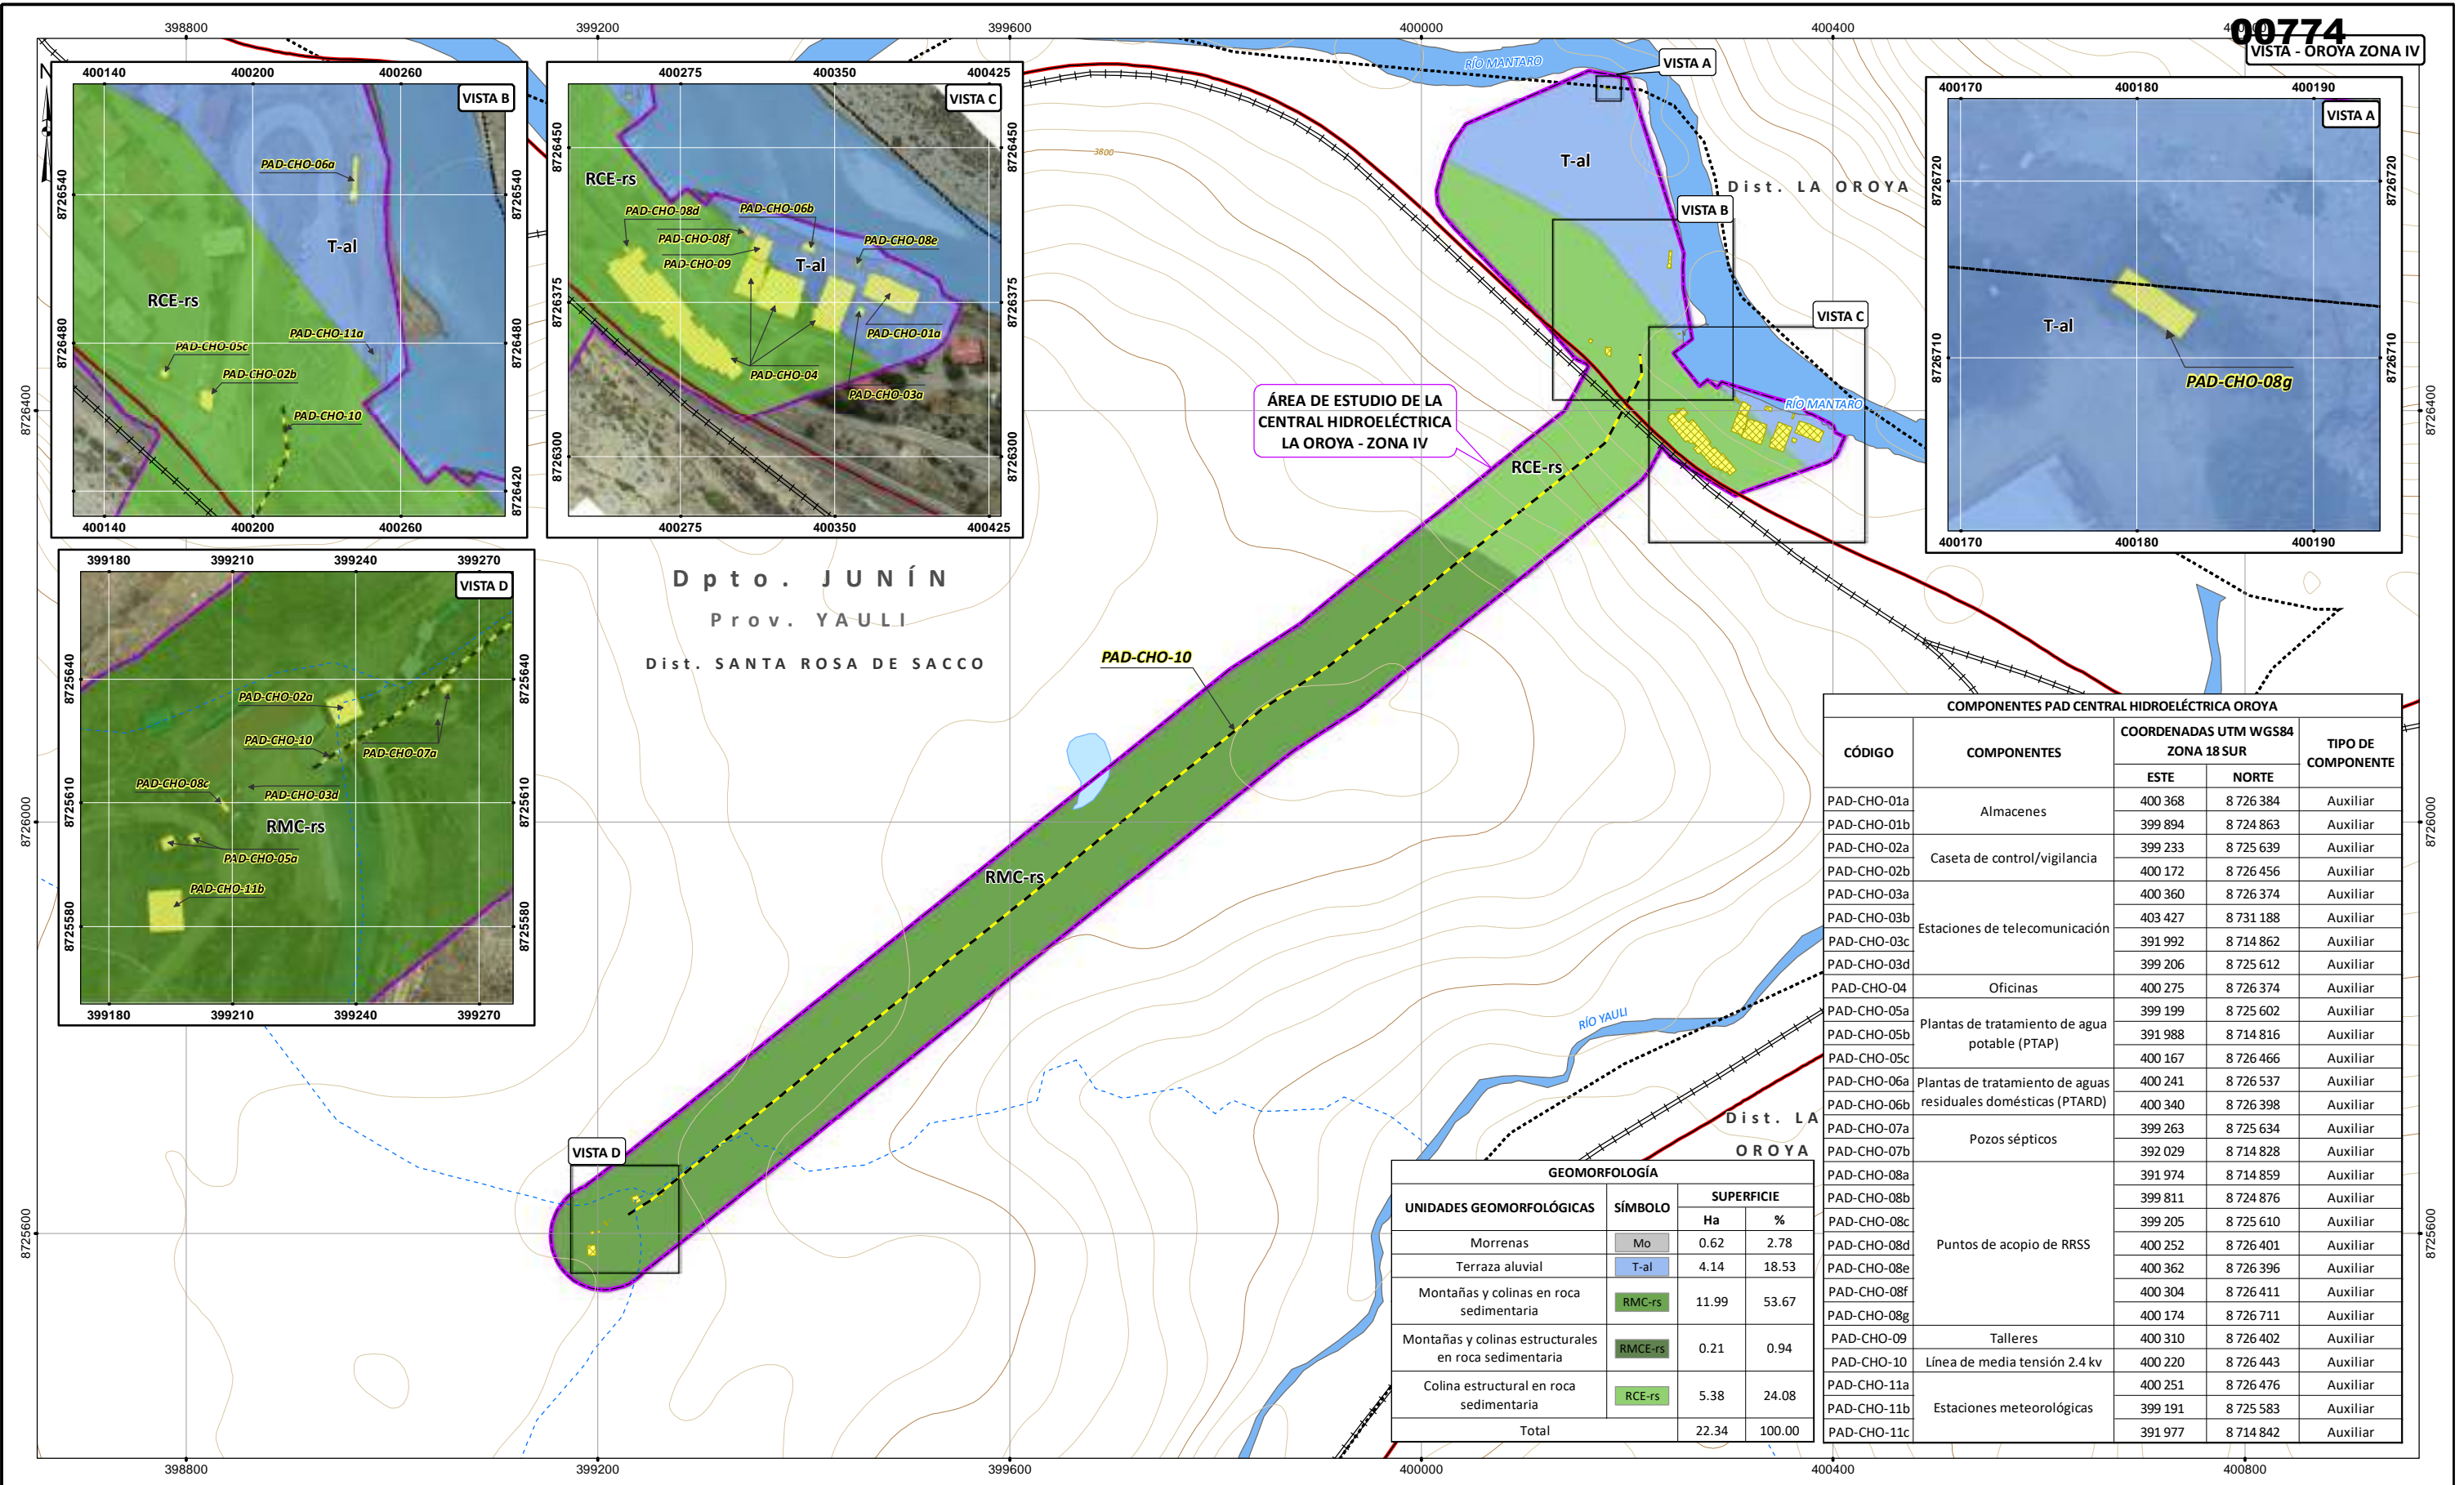 00774
VISTA - OROYA ZONA IV
398800 399200 399600 400000 400400
N
400140 400200 400260
VISTA B
8726540 8726540
8726480 8726480
8726420
PAD-CHO-06a
T-al
RCE-rs
PAD-CHO-11a
PAD-CHO-05c
PAD-CHO-02b
PAD-CHO-10
400140 400200 400260
400275 400350 400425
VISTA C
8726450 8726450
8726375 8726375
8726300 8726300
RCE-rs
PAD-CHO-08d
PAD-CHO-06b
PAD-CHO-08f
PAD-CHO-08e
PAD-CHO-09
T-al
PAD-CHO-01a
PAD-CHO-04
PAD-CHO-03a
400275 400350 400425
RÍO MANTARO
VISTA A
3800
T-al
Dist. LA OROYA
VISTA B
VISTA C
RÍO MANTARO
ÁREA DE ESTUDIO DE LA
CENTRAL HIDROELÉCTRICA
LA OROYA - ZONA IV
RCE-rs
400170 400180 400190
VISTA A
8726720 8726720
8726710 8726710
T-al
PAD-CHO-08g
400170 400180 400190
8726400 8726400
399180 399210 399240 399270
VISTA D
8725640 8725640
8725610 8725610
8725580 8725580
PAD-CHO-02a
PAD-CHO-10
PAD-CHO-07a
PAD-CHO-08c
PAD-CHO-03d
RMC-rs
PAD-CHO-05a
PAD-CHO-11b
399180 399210 399240 399270
Dpto. JUNÍN
Prov. YAULI
Dist. SANTA ROSA DE SACCO
PAD-CHO-10
RMC-rs
8726000 8726000
RÍO YAULI
Dist. LA
OROYA
VISTA D
8725600 8725600
COMPONENTES PAD CENTRAL HIDROELÉCTRICA OROYA
CÓDIGO COMPONENTES COORDENADAS UTM WGS84 ZONA 18 SUR TIPO DE COMPONENTE
ESTE NORTE
PAD-CHO-01a Almacenes 400 368 8 726 384 Auxiliar
PAD-CHO-01b 399 894 8 724 863 Auxiliar
PAD-CHO-02a Caseta de control/vigilancia 399 233 8 725 639 Auxiliar
PAD-CHO-02b 400 172 8 726 456 Auxiliar
PAD-CHO-03a Estaciones de telecomunicación 400 360 8 726 374 Auxiliar
PAD-CHO-03b 403 427 8 731 188 Auxiliar
PAD-CHO-03c 391 992 8 714 862 Auxiliar
PAD-CHO-03d 399 206 8 725 612 Auxiliar
PAD-CHO-04 Oficinas 400 275 8 726 374 Auxiliar
PAD-CHO-05a Plantas de tratamiento de agua potable (PTAP) 399 199 8 725 602 Auxiliar
PAD-CHO-05b 391 988 8 714 816 Auxiliar
PAD-CHO-05c 400 167 8 726 466 Auxiliar
PAD-CHO-06a Plantas de tratamiento de aguas residuales domésticas (PTARD) 400 241 8 726 537 Auxiliar
PAD-CHO-06b 400 340 8 726 398 Auxiliar
PAD-CHO-07a Pozos sépticos 399 263 8 725 634 Auxiliar
PAD-CHO-07b 392 029 8 714 828 Auxiliar
PAD-CHO-08a Puntos de acopio de RRSS 391 974 8 714 859 Auxiliar
PAD-CHO-08b 399 811 8 724 876 Auxiliar
PAD-CHO-08c 399 205 8 725 610 Auxiliar
PAD-CHO-08d 400 252 8 726 401 Auxiliar
PAD-CHO-08e 400 362 8 726 396 Auxiliar
PAD-CHO-08f 400 304 8 726 411 Auxiliar
PAD-CHO-08g 400 174 8 726 711 Auxiliar
PAD-CHO-09 Talleres 400 310 8 726 402 Auxiliar
PAD-CHO-10 Línea de media tensión 2.4 kv 400 220 8 726 443 Auxiliar
PAD-CHO-11a Estaciones meteorológicas 400 251 8 726 476 Auxiliar
PAD-CHO-11b 399 191 8 725 583 Auxiliar
PAD-CHO-11c 391 977 8 714 842 Auxiliar
GEOMORFOLOGÍA
UNIDADES GEOMORFOLÓGICAS SÍMBOLO SUPERFICIE
Ha %
Morrenas Mo 0.62 2.78
Terraza aluvial T-al 4.14 18.53
Montañas y colinas en roca sedimentaria RMC-rs 11.99 53.67
Montañas y colinas estructurales en roca sedimentaria RMCE-rs 0.21 0.94
Colina estructural en roca sedimentaria RCE-rs 5.38 24.08
Total 22.34 100.00
398800 399200 399600 400000 400400 400800